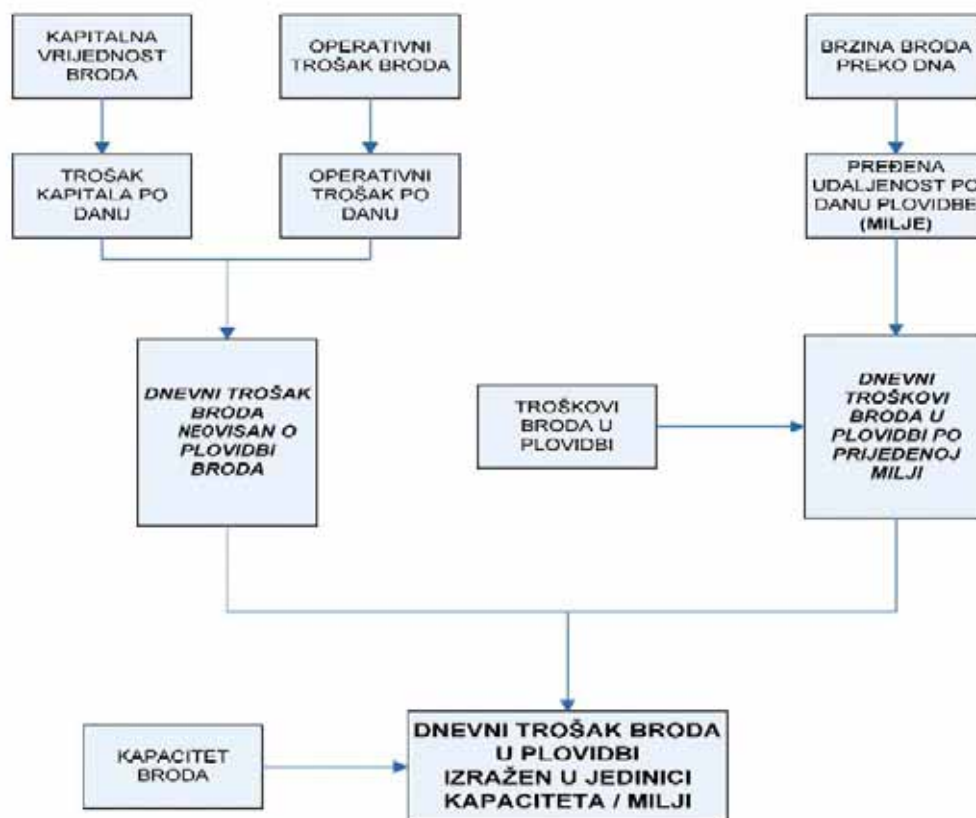 KAPITALNA
VRIJEDNOST
BRODA
OPERATIVNI
TROŠAK BRODA
BRZINA BRODA
PREKO DNA
TROŠAK
KAPITALA PO
DANU
OPERATIVNI
TROŠAK PO
DANU
PREĐENA
UDALJENOST PO
DANU PLOVIDBE
(MILJE)
DNEVNI TROŠAK
BRODA
NEOVISAN O
PLOVIDBI
BRODA
TROŠKOVI
BRODA U
PLOVIDBI
DNEVNI
TROŠKOVI
BRODA U
PLOVIDBI PO
PRIJEDENOJ
MILJI
KAPACITET
BRODA
DNEVNI TROŠAK BRODA
U PLOVIDBI
IZRAŽEN U JEDINICI
KAPACITETA / MILJI